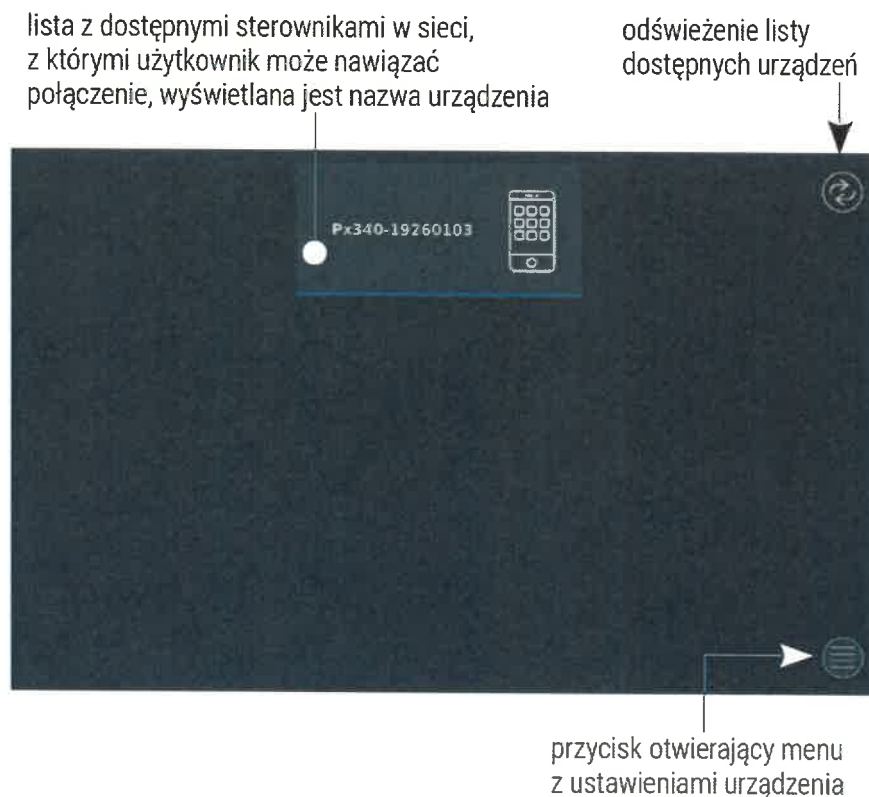 lista z dostępnymi sterownikami w sieci,
z którymi użytkownik może nawiązać
połączenie, wyświetlana jest nazwa urządzenia
odświeżenie listy
dostępnych urządzeń
Px340-19260103
przycisk otwierający menu
z ustawieniami urządzenia